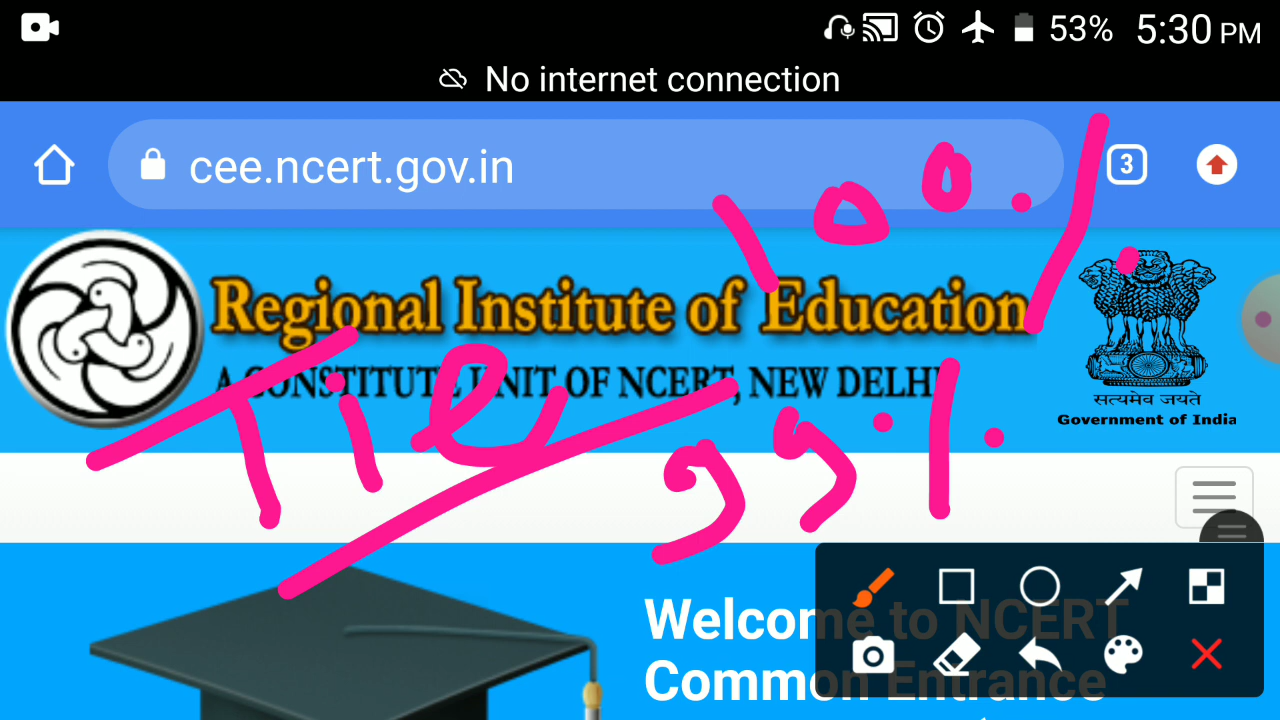 53% 5:30 PM
No internet connection
cee.ncert.gov.in
3
100%
Regional Institute of Education
A CONSTITUTE UNIT OF NCERT, NEW DELHI
सत्यमेव जयते
Government of India
Tie
99%
Welcome to NCERT
Common Entrance